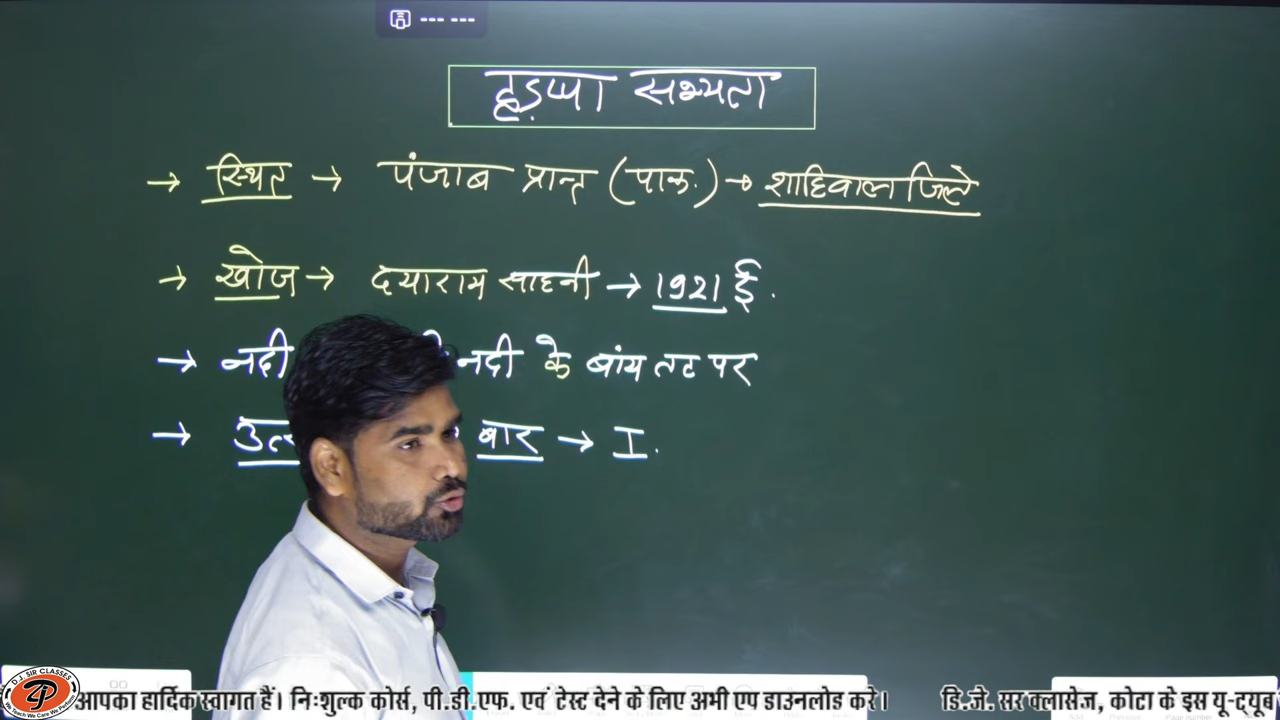 --- ---
हड़प्पा सभ्यता
→ स्थित → पंजाब प्रान्त (पाक.) → शाहिवाल जिले
→ खोज → दयाराम साहनी → 1921 ई.
→ नदी नदी के बांय तट पर
→ बार → I.
D.J. SIR CLASSES
We Teach We Care We Perform
आपका हार्दिक स्वागत हैं। निःशुल्क कोर्स, पी.डी.एफ. एवं टेस्ट देने के लिए अभी एप डाउनलोड करे। डि.जे. सर क्लासेज, कोटा के इस यू-ट्यूब